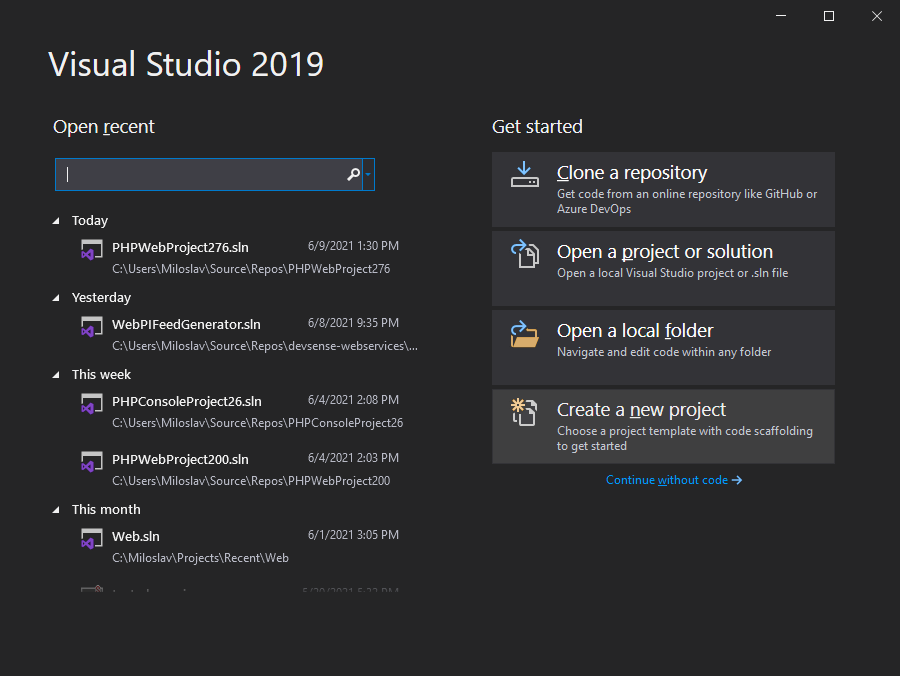 Visual Studio 2019
Open recent
Today
PHPWebProject276.sln 6/9/2021 1:30 PM
C:\Users\Miloslav\Source\Repos\PHPWebProject276
Yesterday
WebPIFeedGenerator.sln 6/8/2021 9:35 PM
C:\Users\Miloslav\Source\Repos\devsense-webservices\...
This week
PHPConsoleProject26.sln 6/4/2021 2:08 PM
C:\Users\Miloslav\Source\Repos\PHPConsoleProject26
PHPWebProject200.sln 6/4/2021 2:03 PM
C:\Users\Miloslav\Source\Repos\PHPWebProject200
This month
Web.sln 6/1/2021 3:05 PM
C:\Miloslav\Projects\Recent\Web
Get started
Clone a repository
Get code from an online repository like GitHub or
Azure DevOps
Open a project or solution
Open a local Visual Studio project or .sln file
Open a local folder
Navigate and edit code within any folder
Create a new project
Choose a project template with code scaffolding
to get started
Continue without code